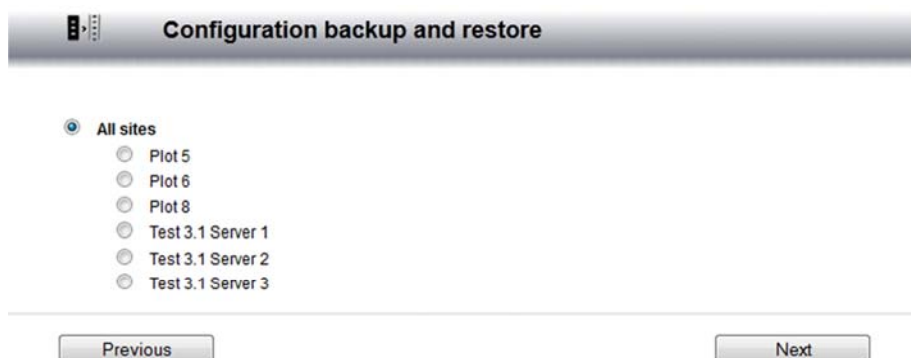 Configuration backup and restore
All sites
Plot 5
Plot 6
Plot 8
Test 3.1 Server 1
Test 3.1 Server 2
Test 3.1 Server 3
Previous Next